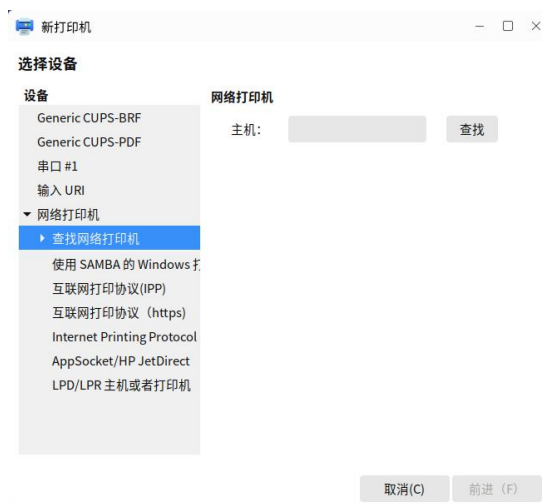 新打印机
选择设备
设备
Generic CUPS-BRF
Generic CUPS-PDF
串口 #1
输入 URI
网络打印机
查找网络打印机
使用 SAMBA 的 Windows 打
互联网打印协议(IPP)
互联网打印协议（https)
Internet Printing Protocol
AppSocket/HP JetDirect
LPD/LPR 主机或者打印机
网络打印机
主机： 查找
取消(C) 前进（F）